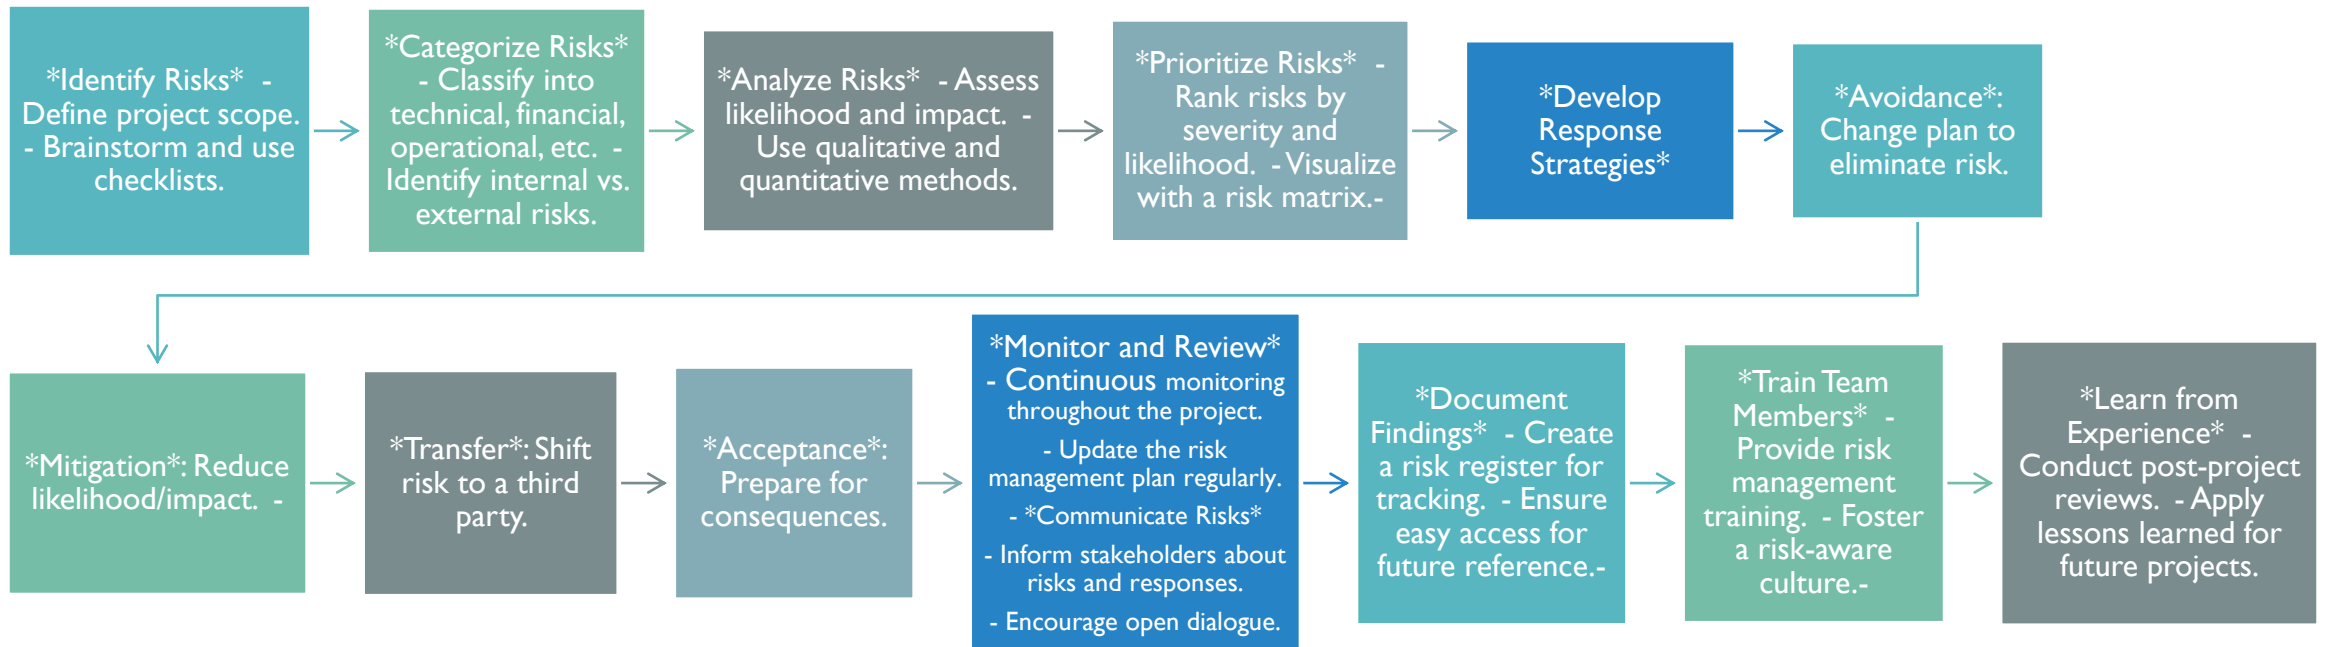 *Identify Risks*  -
Define project scope.
- Brainstorm and use
checklists.
*Categorize Risks*
- Classify into
technical, financial,
operational, etc.  -
Identify internal vs.
external risks.
*Analyze Risks*  - Assess
likelihood and impact.  -
Use qualitative and
quantitative methods.
*Prioritize Risks*  -
Rank risks by
severity and
likelihood.  - Visualize
with a risk matrix.-
*Develop
Response
Strategies*
*Avoidance*:
Change plan to
eliminate risk.
*Mitigation*: Reduce
likelihood/impact.  -
*Transfer*: Shift
risk to a third
party.
*Acceptance*:
Prepare for
consequences.
*Monitor and Review*
- Continuous monitoring
throughout the project.
- Update the risk
management plan regularly.
- *Communicate Risks*
- Inform stakeholders about
risks and responses.
- Encourage open dialogue.
*Document
Findings*  - Create
a risk register for
tracking.  - Ensure
easy access for
future reference.-
*Train Team
Members*  -
Provide risk
management
training.  - Foster
a risk-aware
culture.-
*Learn from
Experience*  -
Conduct post-project
reviews.  - Apply
lessons learned for
future projects.